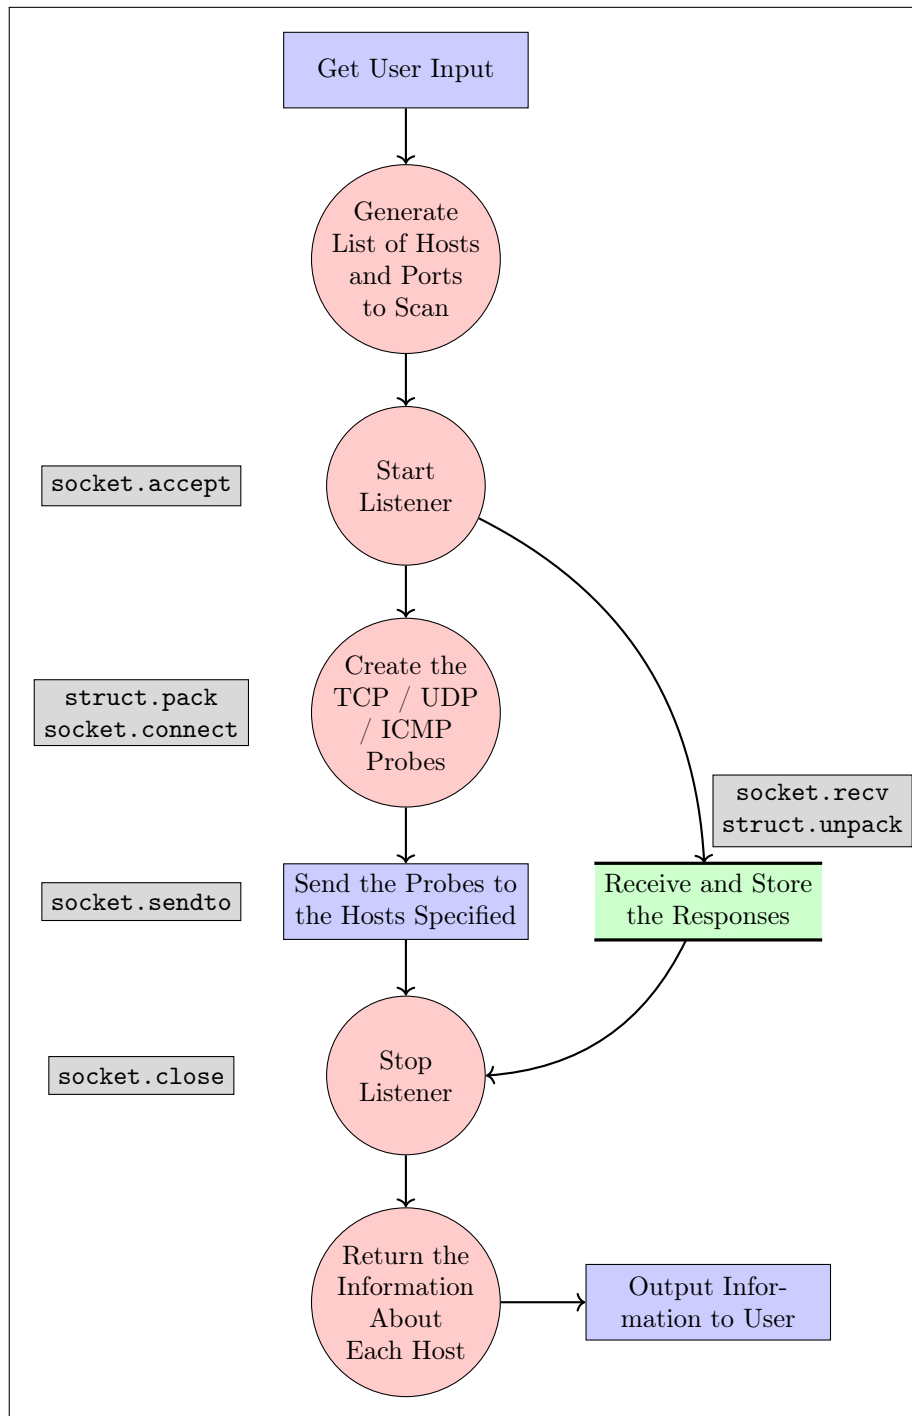 Get User Input
Generate
List of Hosts
and Ports
to Scan
socket.accept
Start
Listener
struct.pack
socket.connect
Create the
TCP / UDP
/ ICMP
Probes
socket.recv
struct.unpack
socket.sendto
Send the Probes to
the Hosts Specified
Receive and Store
the Responses
socket.close
Stop
Listener
Return the
Information
About
Each Host
Output Infor-
mation to User